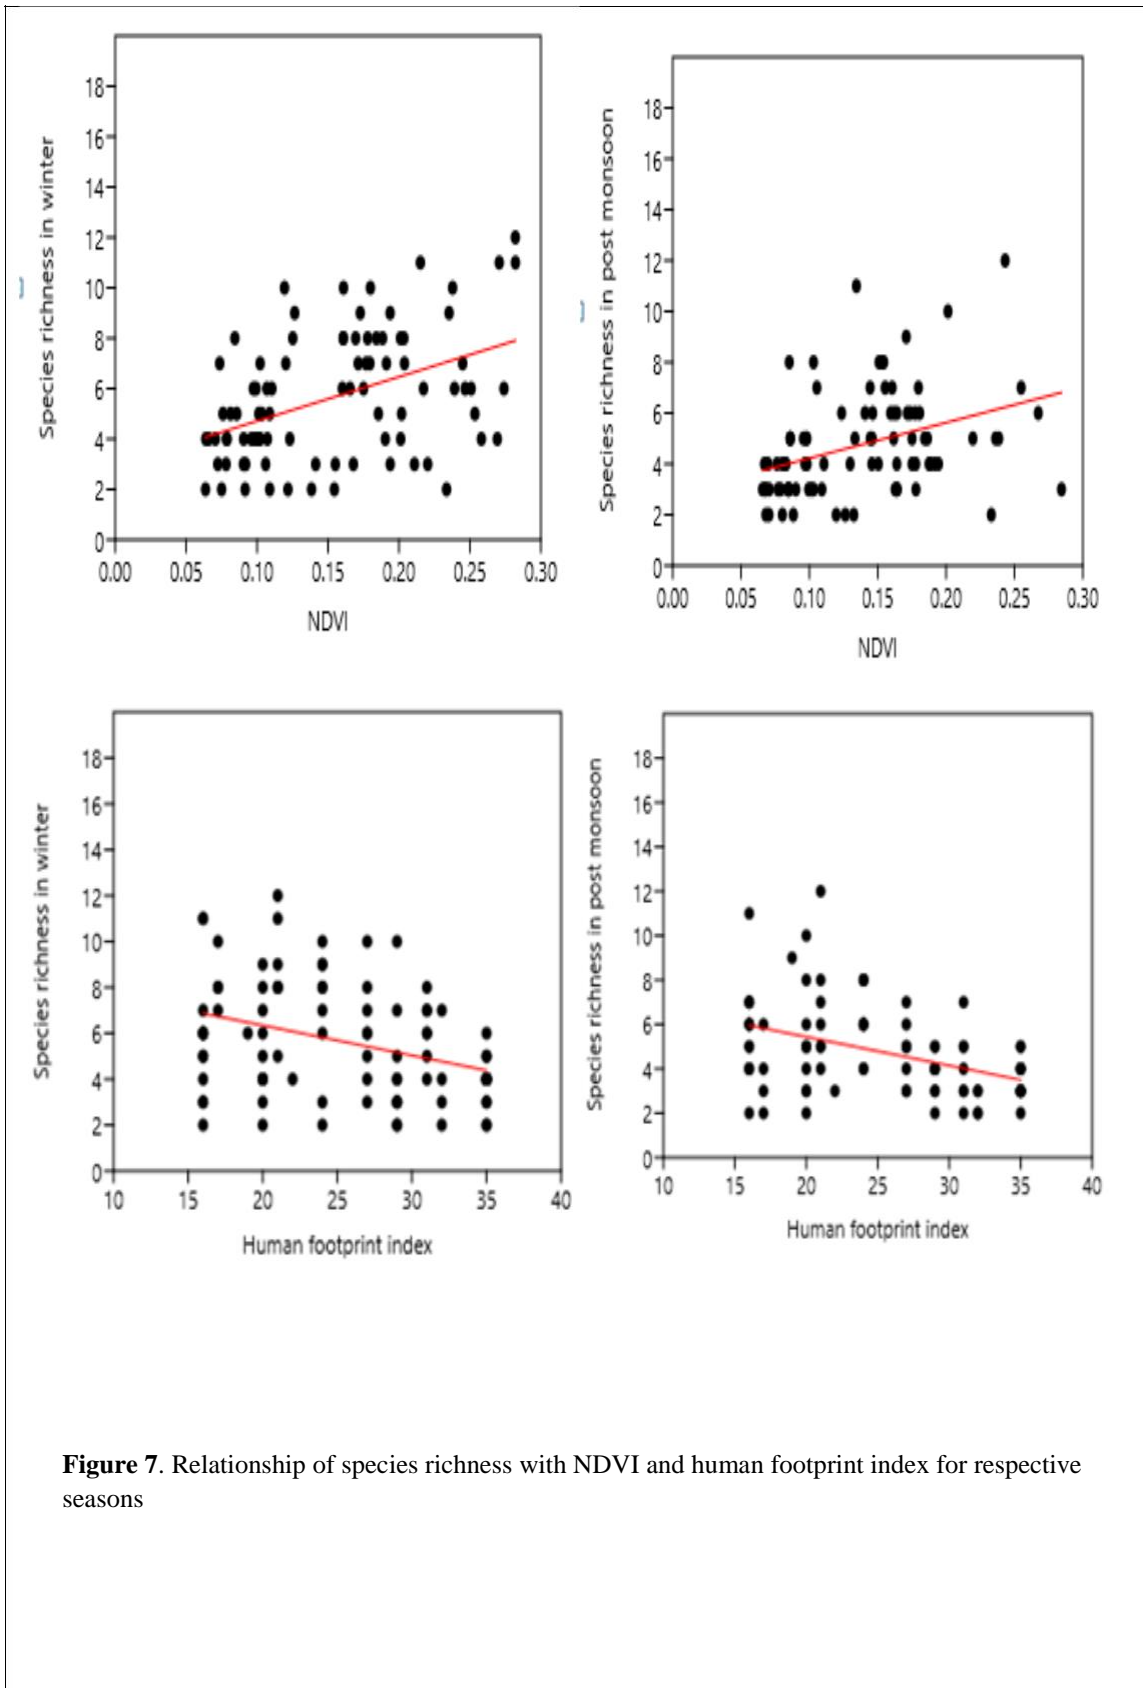 Species richness in winter
18
16
14
12
10
8
6
4
2
0
0.00 0.05 0.10 0.15 0.20 0.25 0.30
NDVI
Species richness in post monsoon
18
16
14
12
10
8
6
4
2
0
0.00 0.05 0.10 0.15 0.20 0.25 0.30
NDVI
Species richness in winter
18
16
14
12
10
8
6
4
2
0
10 15 20 25 30 35 40
Human footprint index
Species richness in post monsoon
18
16
14
12
10
8
6
4
2
0
10 15 20 25 30 35 40
Human footprint index
Figure 7. Relationship of species richness with NDVI and human footprint index for respective
seasons